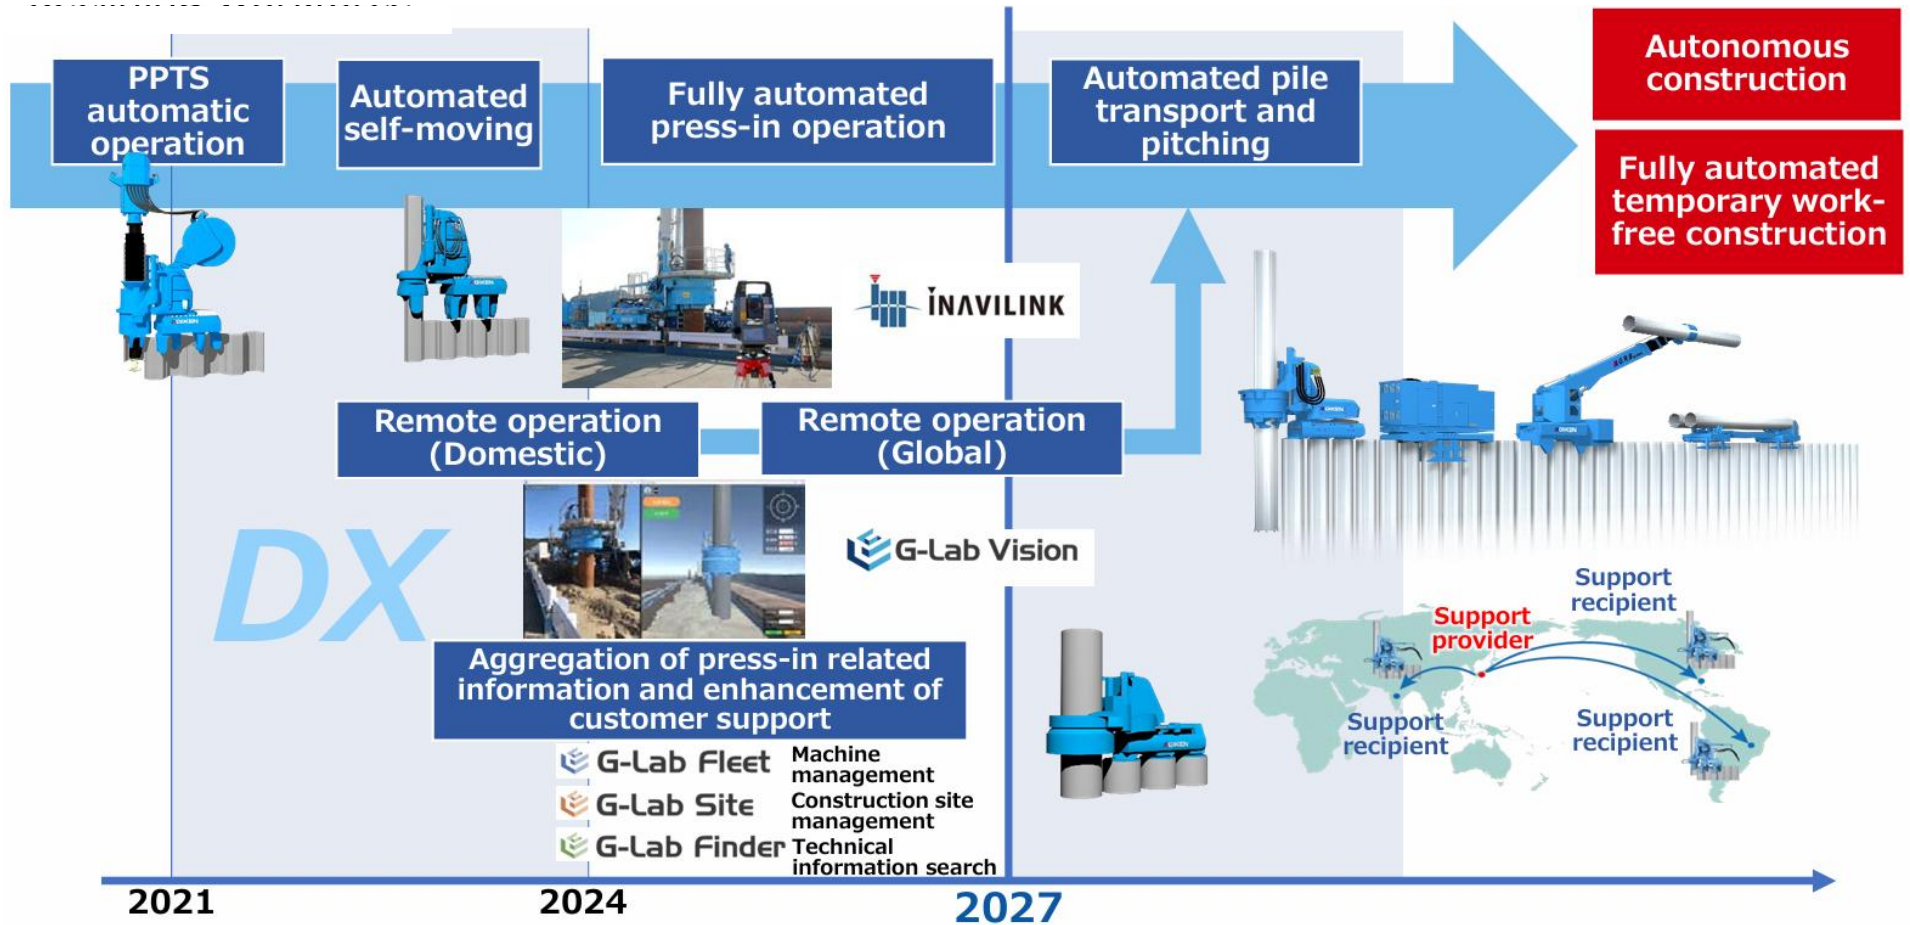 PPTS
automatic
operation
Automated
self-moving
Fully automated
press-in operation
Automated pile
transport and
pitching
Autonomous
construction
Fully automated
temporary work-
free construction
INAVILINK
Remote operation
(Domestic)
Remote operation
(Global)
DX
G-Lab Vision
Aggregation of press-in related
information and enhancement of
customer support
G-Lab Fleet Machine
management
G-Lab Site Construction site
management
G-Lab Finder Technical
information search
Support
recipient
Support
provider
Support
recipient
Support
recipient
GIKEN
GIKEN
GIKEN
2021
2024
2027